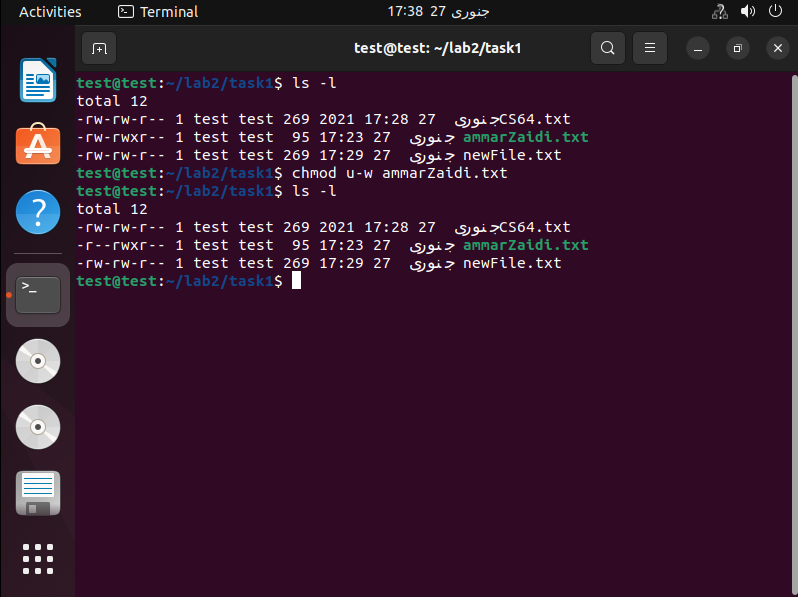 Activities
Terminal
17:38 27 جنوری
test@test: ~/lab2/task1
test@test:~/lab2/task1$ ls -l
total 12
-rw-rw-r-- 1 test test 269 2021 17:28 27 جنوریCS64.txt
-rw-rwxr-- 1 test test  95 17:23 27 جنوری ammarZaidi.txt
-rw-rw-r-- 1 test test 269 17:29 27 جنوری newFile.txt
test@test:~/lab2/task1$ chmod u-w ammarZaidi.txt
test@test:~/lab2/task1$ ls -l
total 12
-rw-rw-r-- 1 test test 269 2021 17:28 27 جنوریCS64.txt
-r--rwxr-- 1 test test  95 17:23 27 جنوری ammarZaidi.txt
-rw-rw-r-- 1 test test 269 17:29 27 جنوری newFile.txt
test@test:~/lab2/task1$